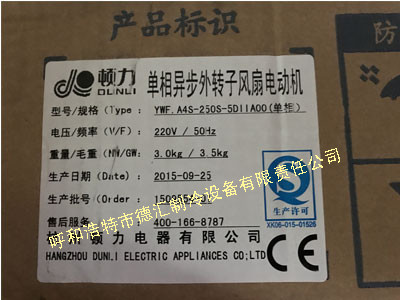 产品标识
防
顿力
DUNLI
单相异步外转子风扇电动机
型号/规格(Type : YWF.A4S-250S-5DIIA00(单相)
电压/频率(V/F): 220V / 50Hz
重量/毛重(NW/GW: 3.0kg / 3.5kg
生产日期(Date): 2015-09-25
生产批号: Order:
售后服务: 400-166-8787
生产许可
XK06-015-01526
杭州顿力电器有限公司
HANGZHOU DUNLI ELECTRIC APPLIANCES CO;LTD
CE
呼和浩特市德汇制冷设备有限公司